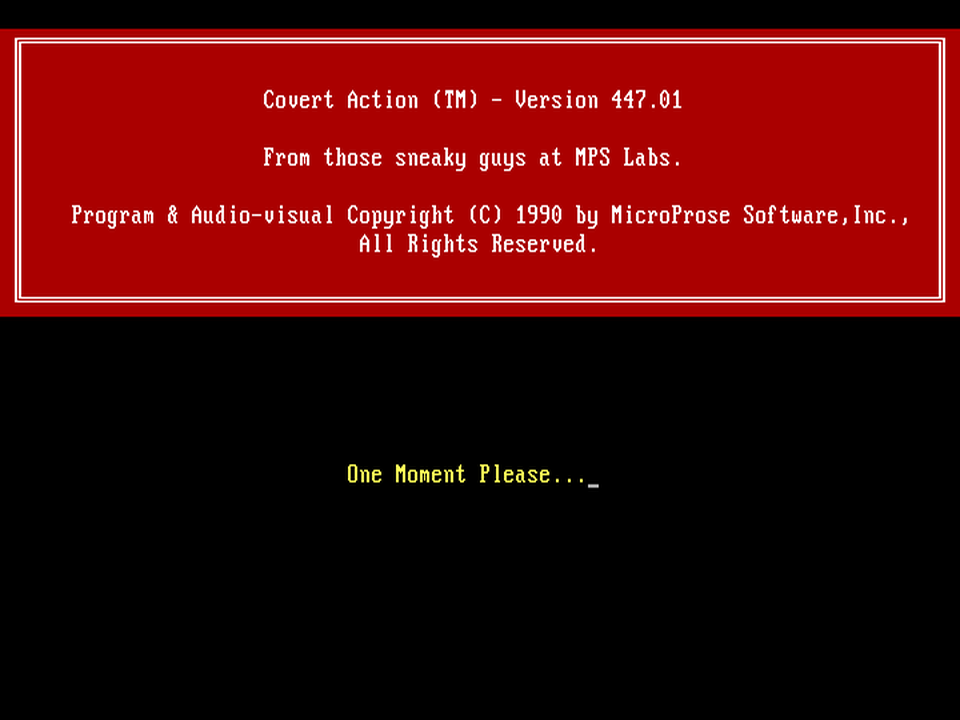 Covert Action (TM) - Version 447.01
From those sneaky guys at MPS Labs.
Program & Audio-visual Copyright (C) 1990 by MicroProse Software,Inc.,
All Rights Reserved.
One Moment Please..._